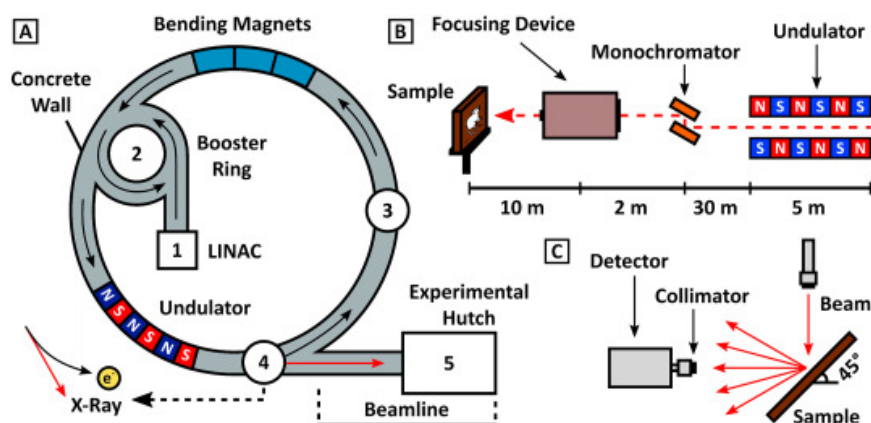 A
Bending Magnets
Concrete
Wall
2
Booster
Ring
1
LINAC
3
Undulator
N S N S N S
4
Experimental
Hutch
5
e-
X-Ray
Beamline
B
Focusing Device
Undulator
Monochromator
Sample
N S N S N S
S N S N S N
10 m
2 m
30 m
5 m
C
Detector
Collimator
Beam
45°
Sample